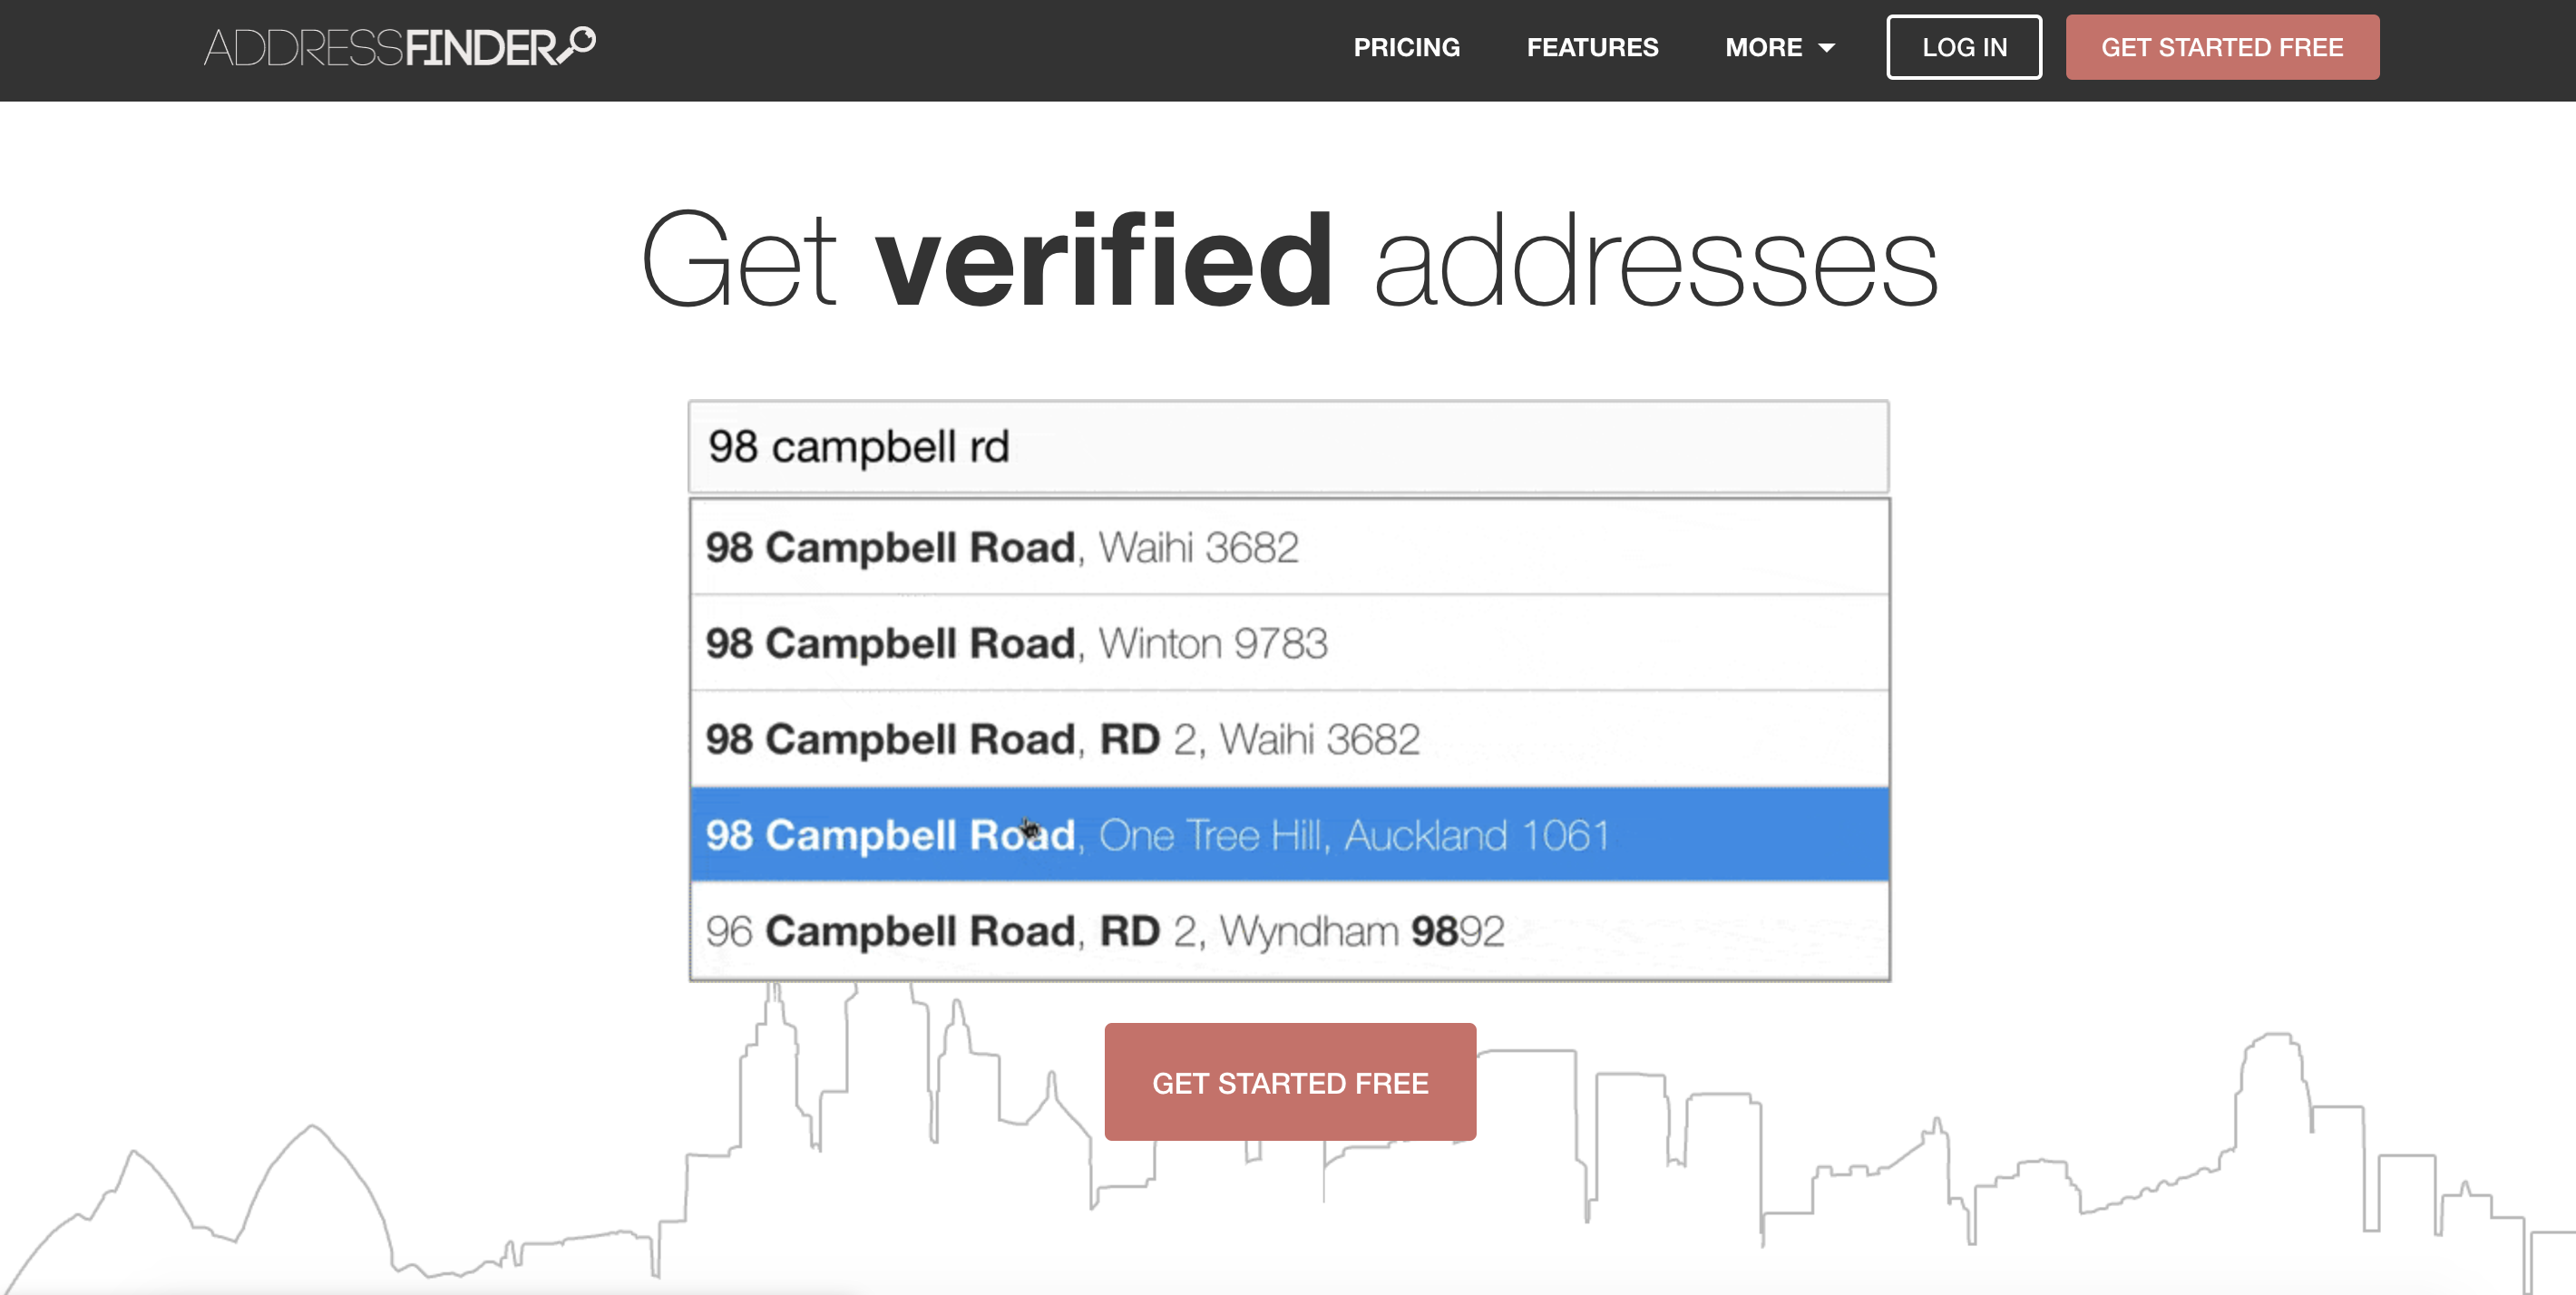 ADDRESSFINDER
PRICING
FEATURES
MORE
LOG IN
GET STARTED FREE
Get verified addresses
98 campbell rd
98 Campbell Road, Waihi 3682
98 Campbell Road, Winton 9783
98 Campbell Road, RD 2, Waihi 3682
98 Campbell Road, One Tree Hill, Auckland 1061
96 Campbell Road, RD 2, Wyndham 9892
GET STARTED FREE